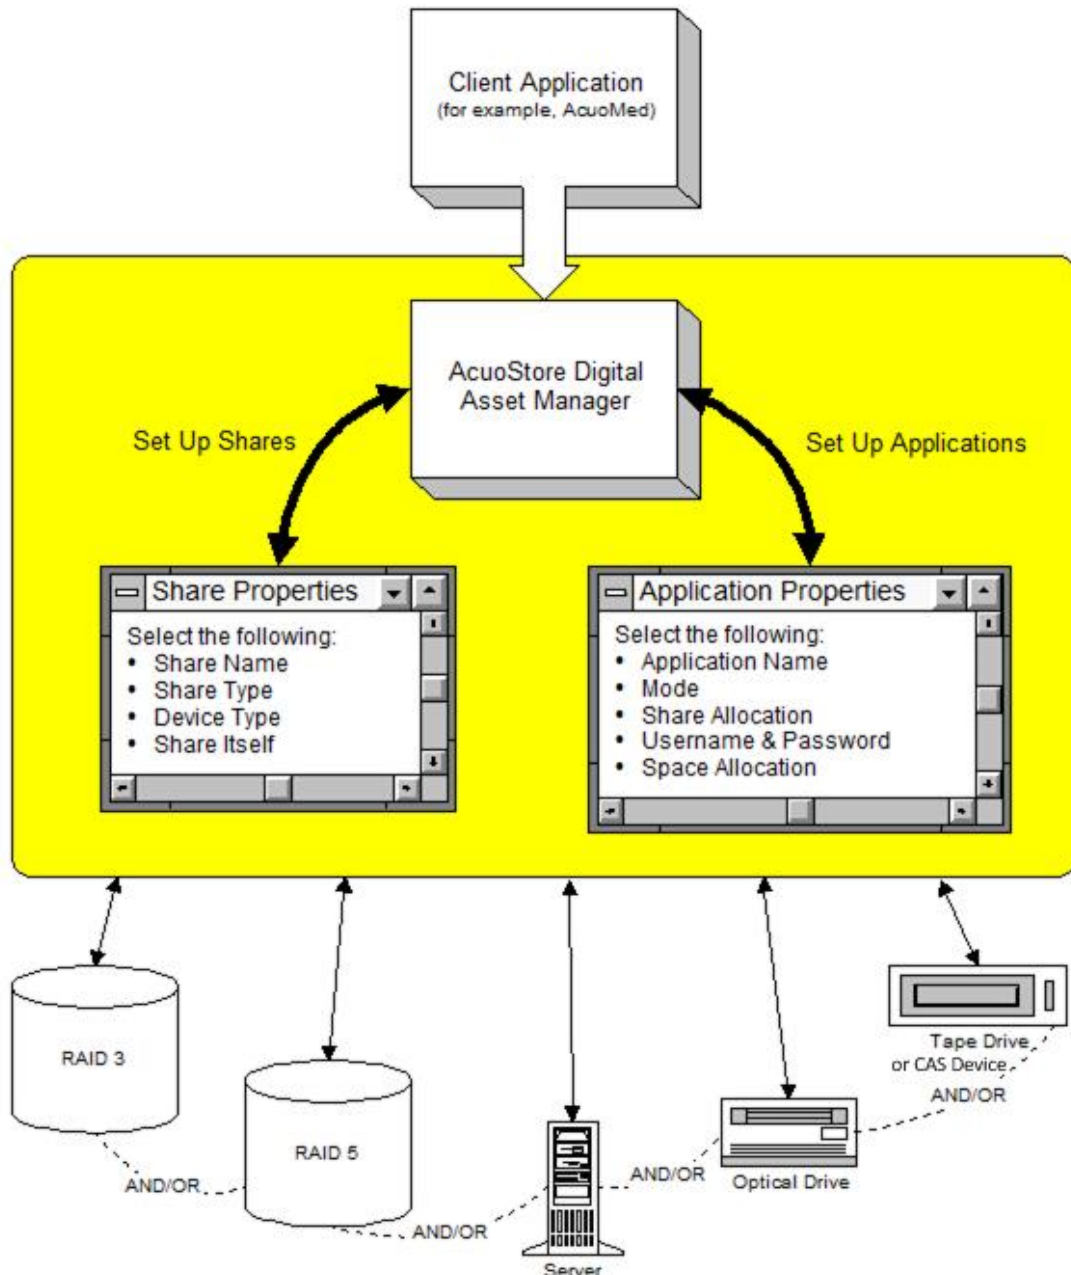 Client Application
(for example, AcuoMed)
AcuoStore Digital
Asset Manager
Set Up Shares
Set Up Applications
Share Properties
Select the following:
• Share Name
• Share Type
• Device Type
• Share Itself
Application Properties
Select the following:
• Application Name
• Mode
• Share Allocation
• Username & Password
• Space Allocation
RAID 3
RAID 5
Server
Optical Drive
Tape Drive
or CAS Device
AND/OR
AND/OR
AND/OR
AND/OR